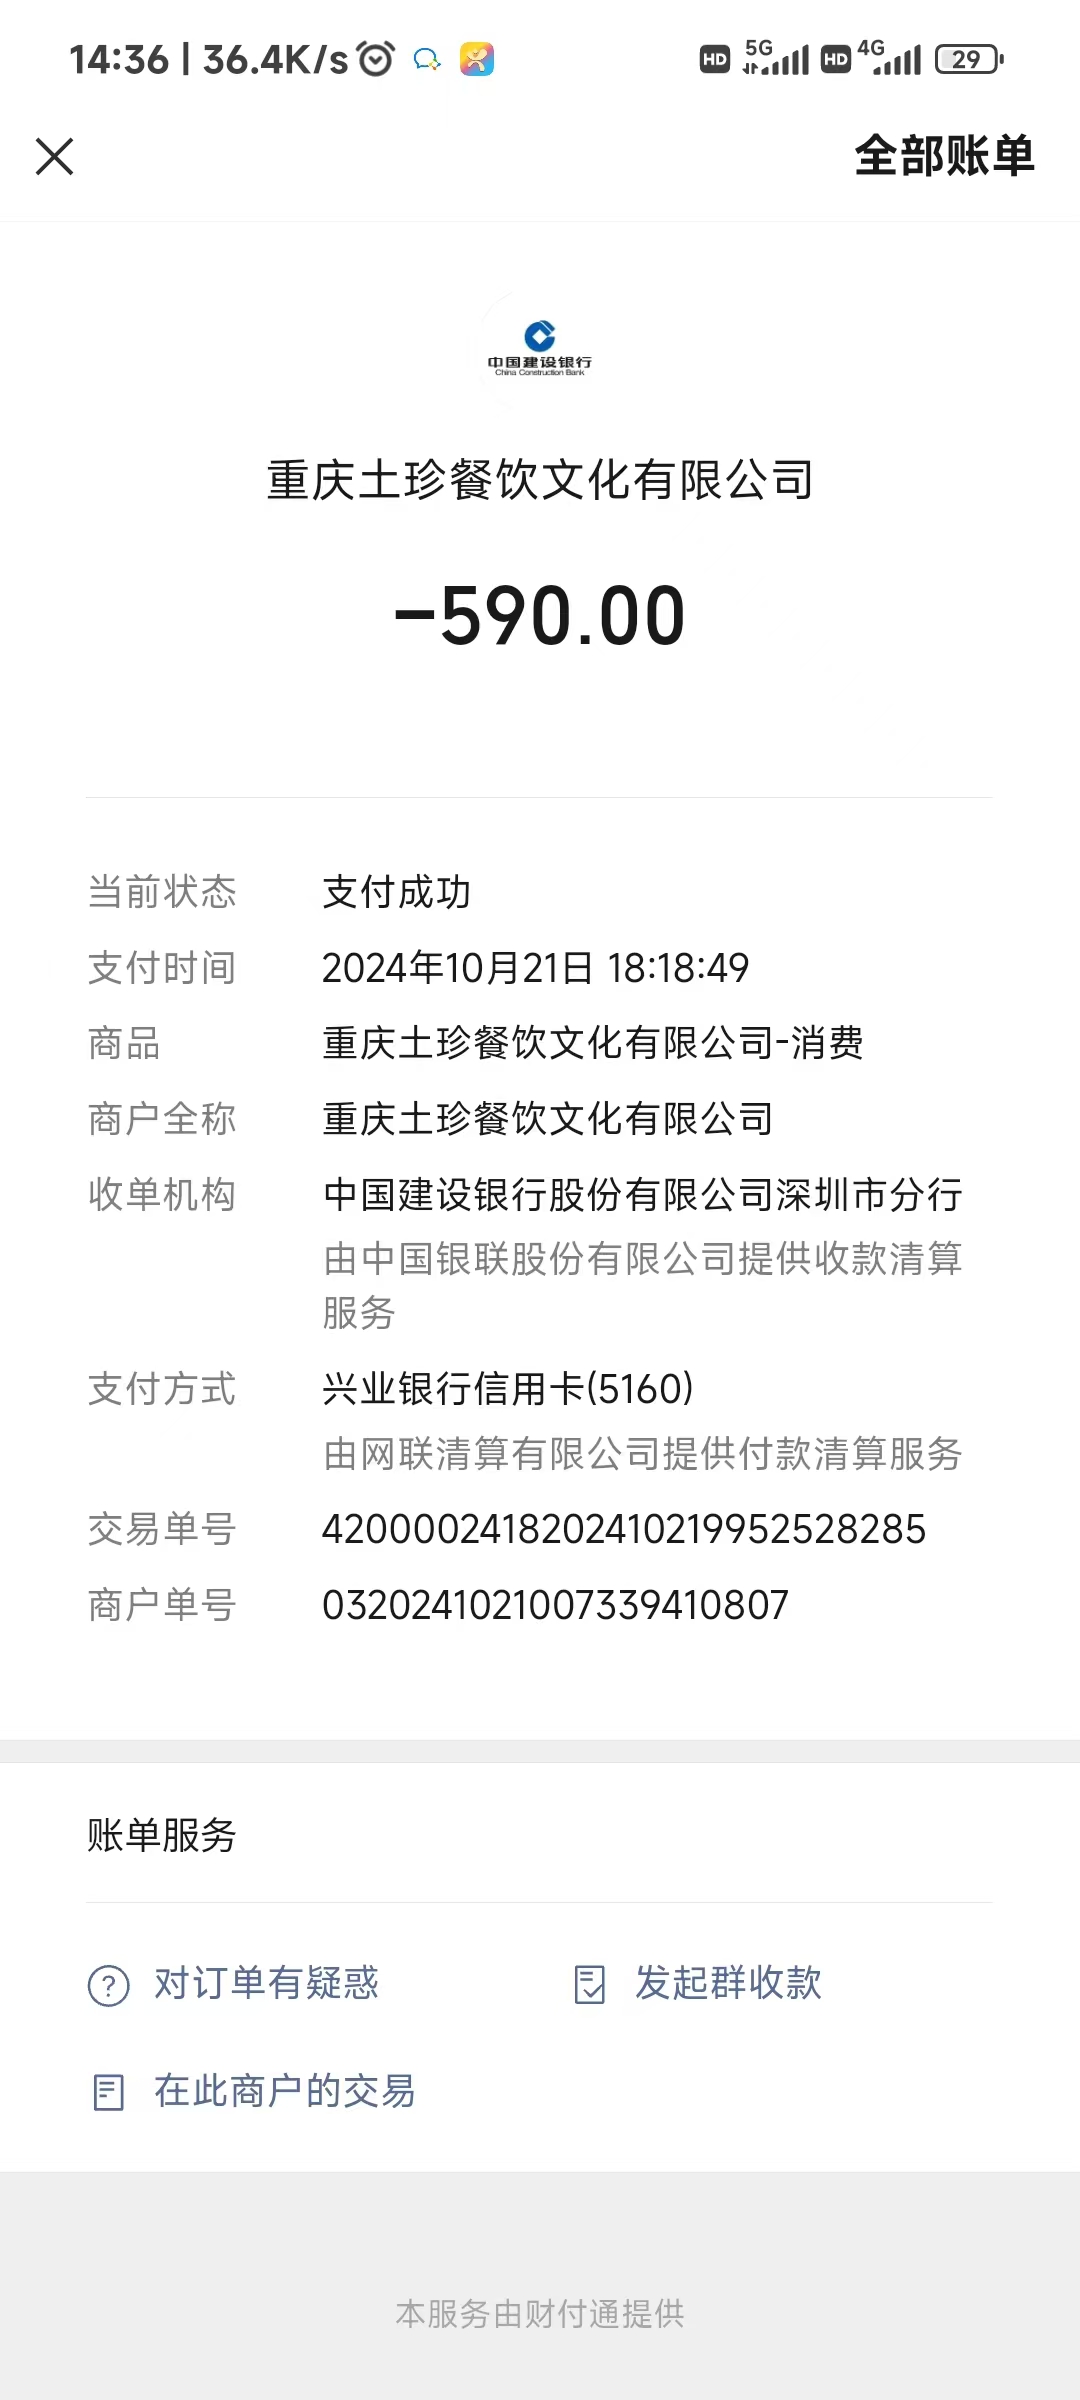 14:36 | 36.4K/s HD 5G HD 4G 29
全部账单
中国建设银行
China Construction Bank
重庆土珍餐饮文化有限公司
-590.00
当前状态 支付成功
支付时间 2024年10月21日 18:18:49
商品 重庆土珍餐饮文化有限公司-消费
商户全称 重庆土珍餐饮文化有限公司
收单机构 中国建设银行股份有限公司深圳市分行
由中国银联股份有限公司提供收款清算
服务
支付方式 兴业银行信用卡(5160)
由网联清算有限公司提供付款清算服务
交易单号 4200002418202410219952528285
商户单号 0320241021007339410807
账单服务
对订单有疑惑 发起群收款
在此商户的交易
本服务由财付通提供